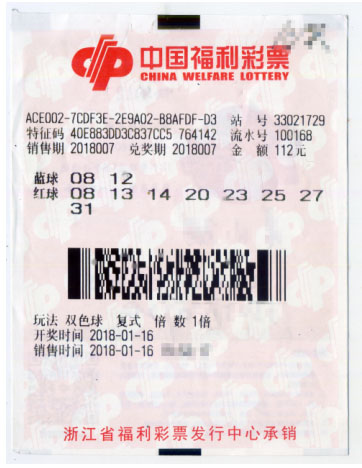 中国福利彩票
CHINA WELFARE LOTTERY
ACE002-7CDF3E-2E9A02-B8AFDF-D3 站 号 33021729
特征码 40E883DD3C837CC5 764142 流水号 100168
销售期 2018007 兑奖期 2018007 金 额 112元
蓝球 08 12
红球 08 13 14 20 23 25 27
31
玩法 双色球 复式 倍 数 1倍
开奖时间 2018-01-16
销售时间 2018-01-16
浙江省福利彩票发行中心承销